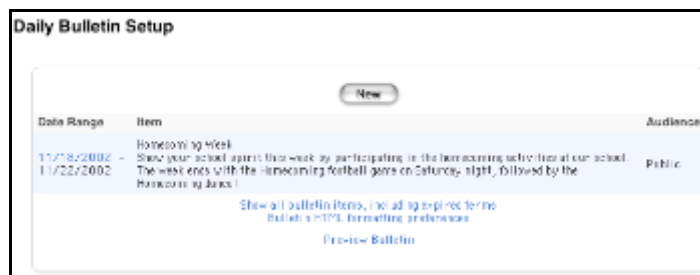 Daily Bulletin Setup
New
Date Range Item Audience
Homecoming Week
11/18/2002 - Show your school spirit this week by participating in the homecoming activities at our school.
11/22/2002 The week ends with the Homecoming football game on Saturday night, followed by the Public
Homecoming dance!
Show all bulletin items, including expired terms
Bulletin HTML formatting preferences
Preview Bulletin